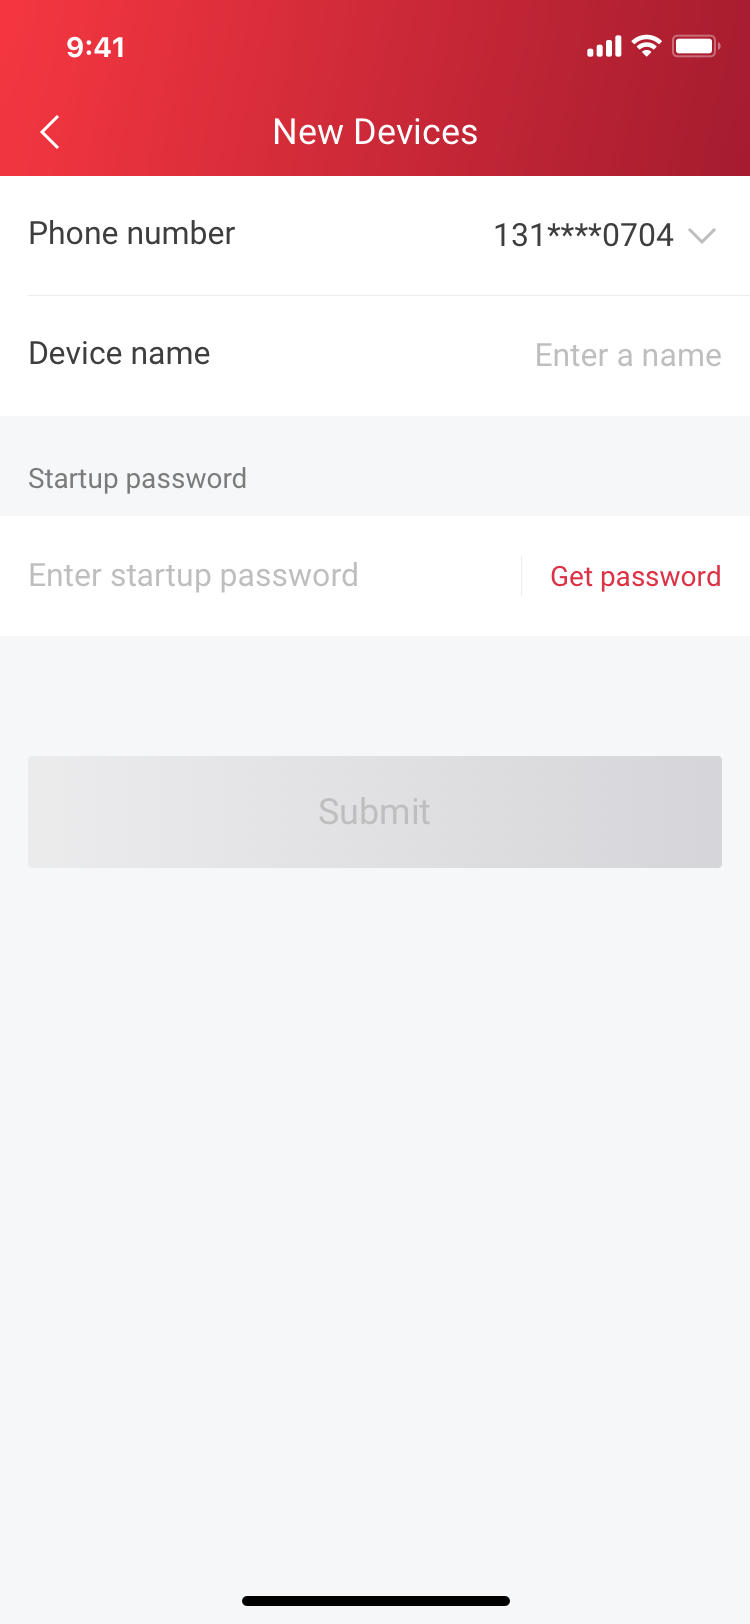 9:41
New Devices
Phone number 131****0704
Device name Enter a name
Startup password
Enter startup password Get password
Submit